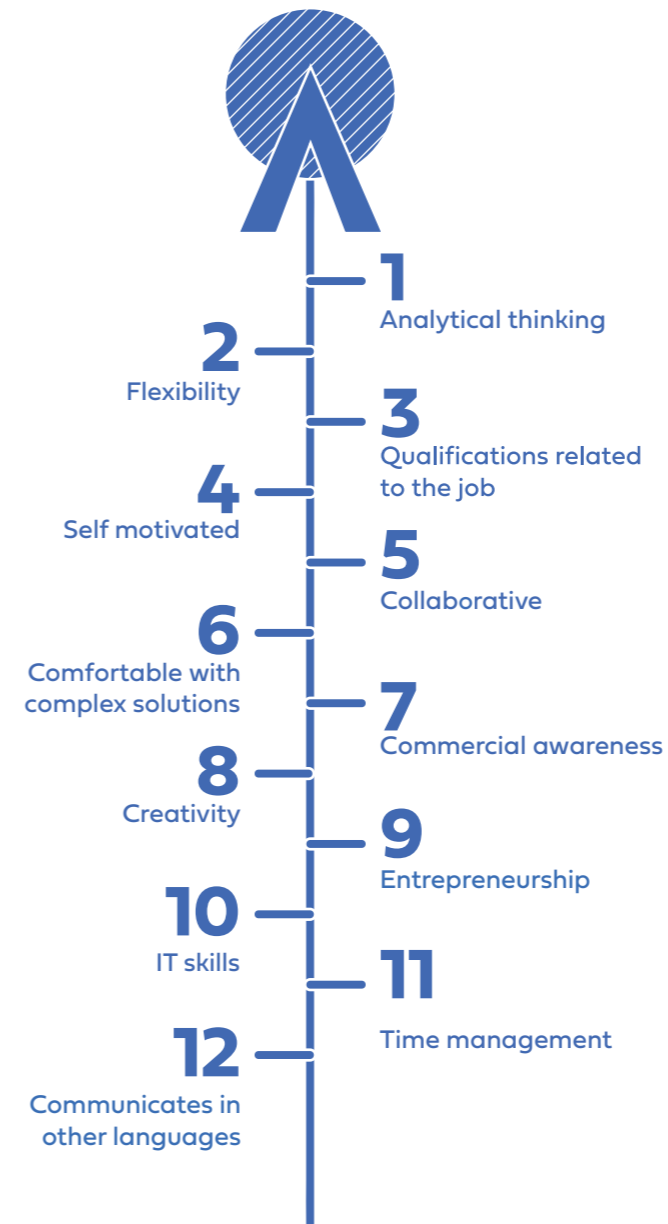 1
Analytical thinking
2
Flexibility
3
Qualifications related
to the job
4
Self motivated
5
Collaborative
6
Comfortable with
complex solutions
7
Commercial awareness
8
Creativity
9
Entrepreneurship
10
IT skills
11
Time management
12
Communicates in
other languages